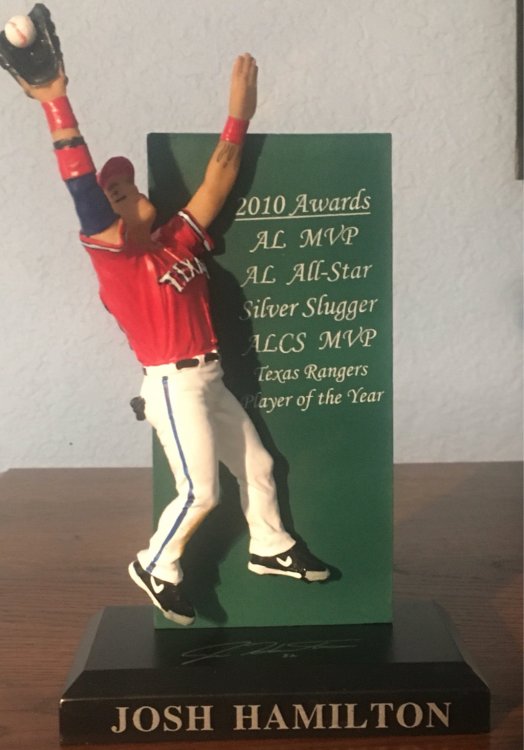 2010 Awards
AL MVP
AL All-Star
Silver Slugger
ALCS MVP
Texas Rangers
Player of the Year
TEXA
JOSH HAMILTON